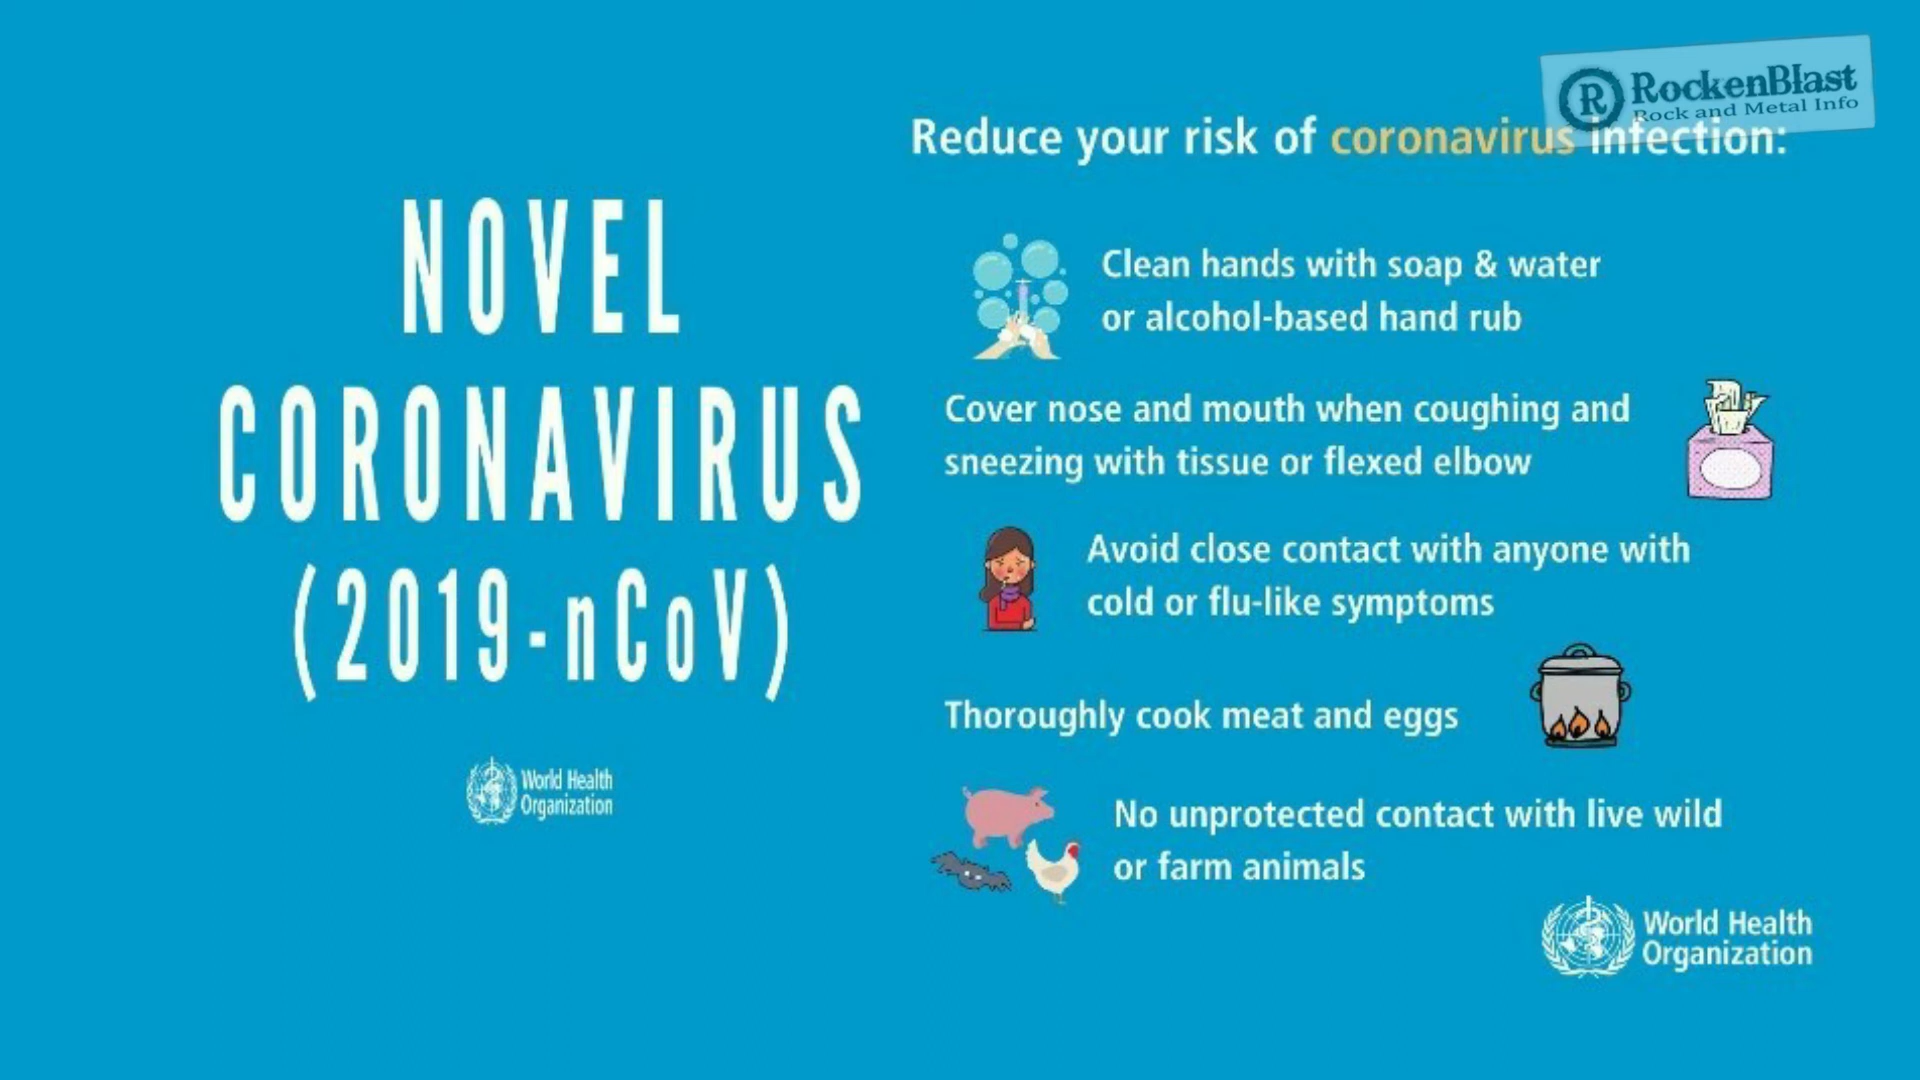 NOVEL
CORONAVIRUS
(2019-nCoV)
World Health
Organization
R RockenBlast
Rock and Metal Info
Reduce your risk of coronavirus infection:
Clean hands with soap & water
or alcohol-based hand rub
Cover nose and mouth when coughing and
sneezing with tissue or flexed elbow
Avoid close contact with anyone with
cold or flu-like symptoms
Thoroughly cook meat and eggs
No unprotected contact with live wild
or farm animals
World Health
Organization